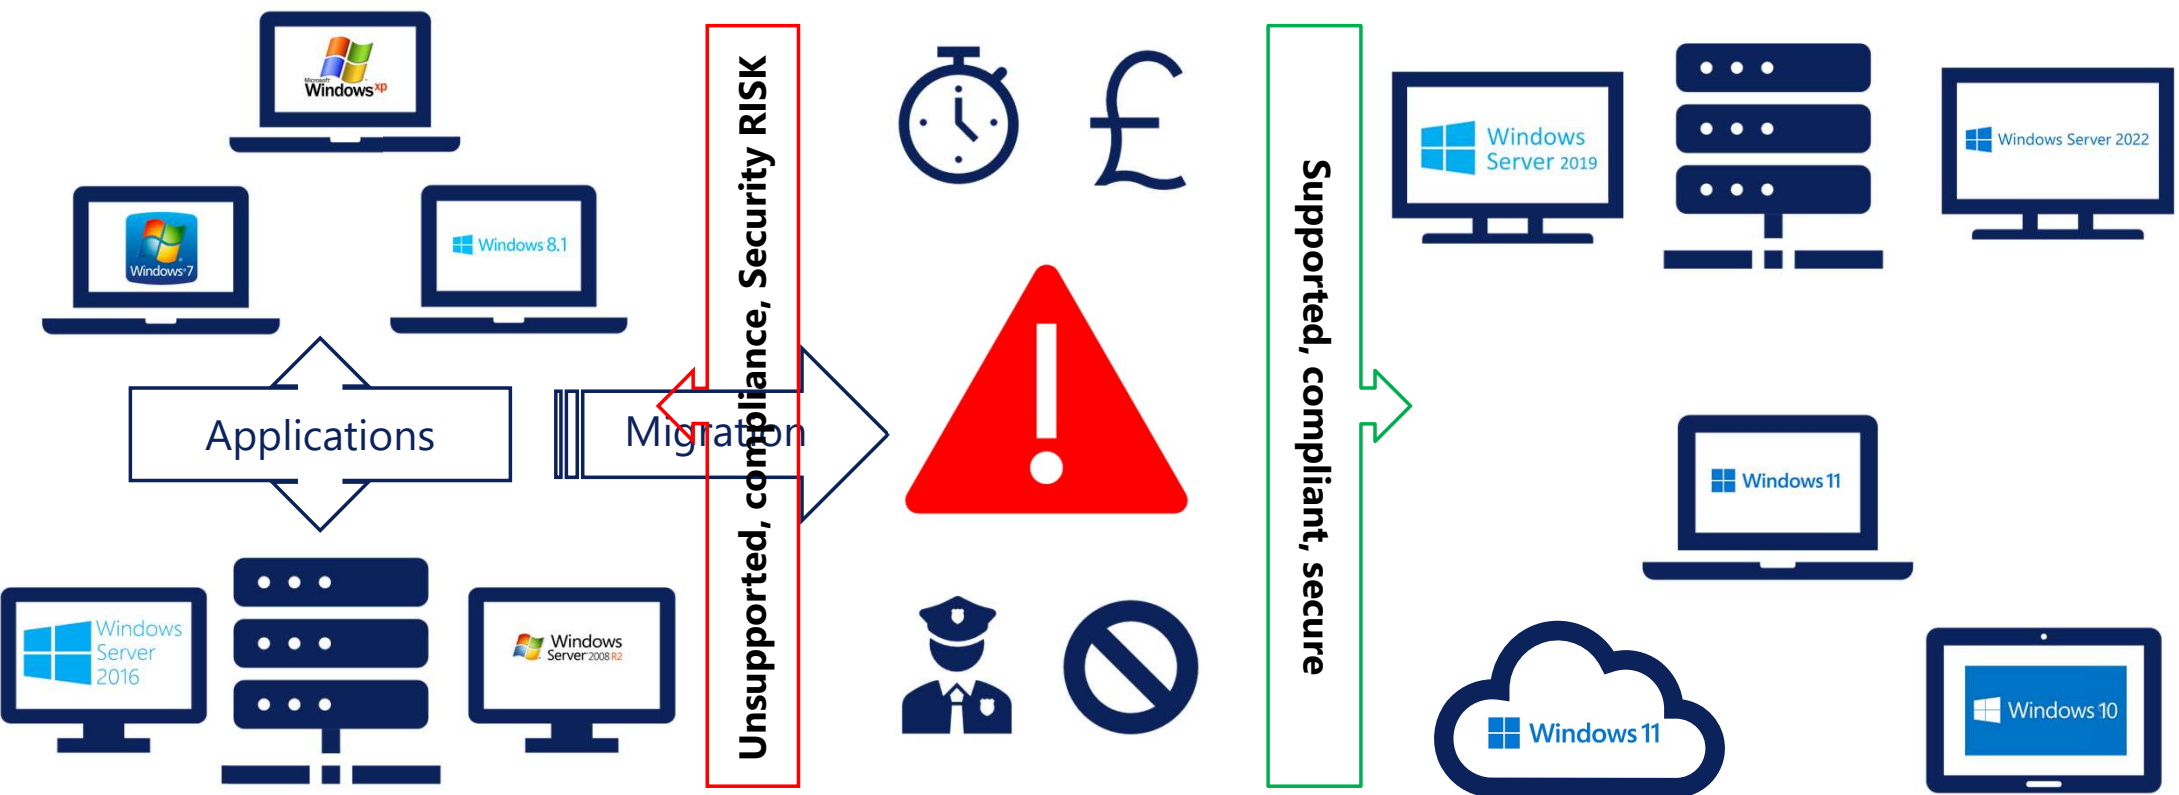 Microsoft
Windows xp
Windows 7
Windows 8.1
Applications
Migration
Windows
Server
2016
Windows
Server 2008 R2
Unsupported, compliance, Security RISK
£
Supported, compliant, secure
Windows
Server 2019
Windows Server 2022
Windows 11
Windows 11
Windows 10